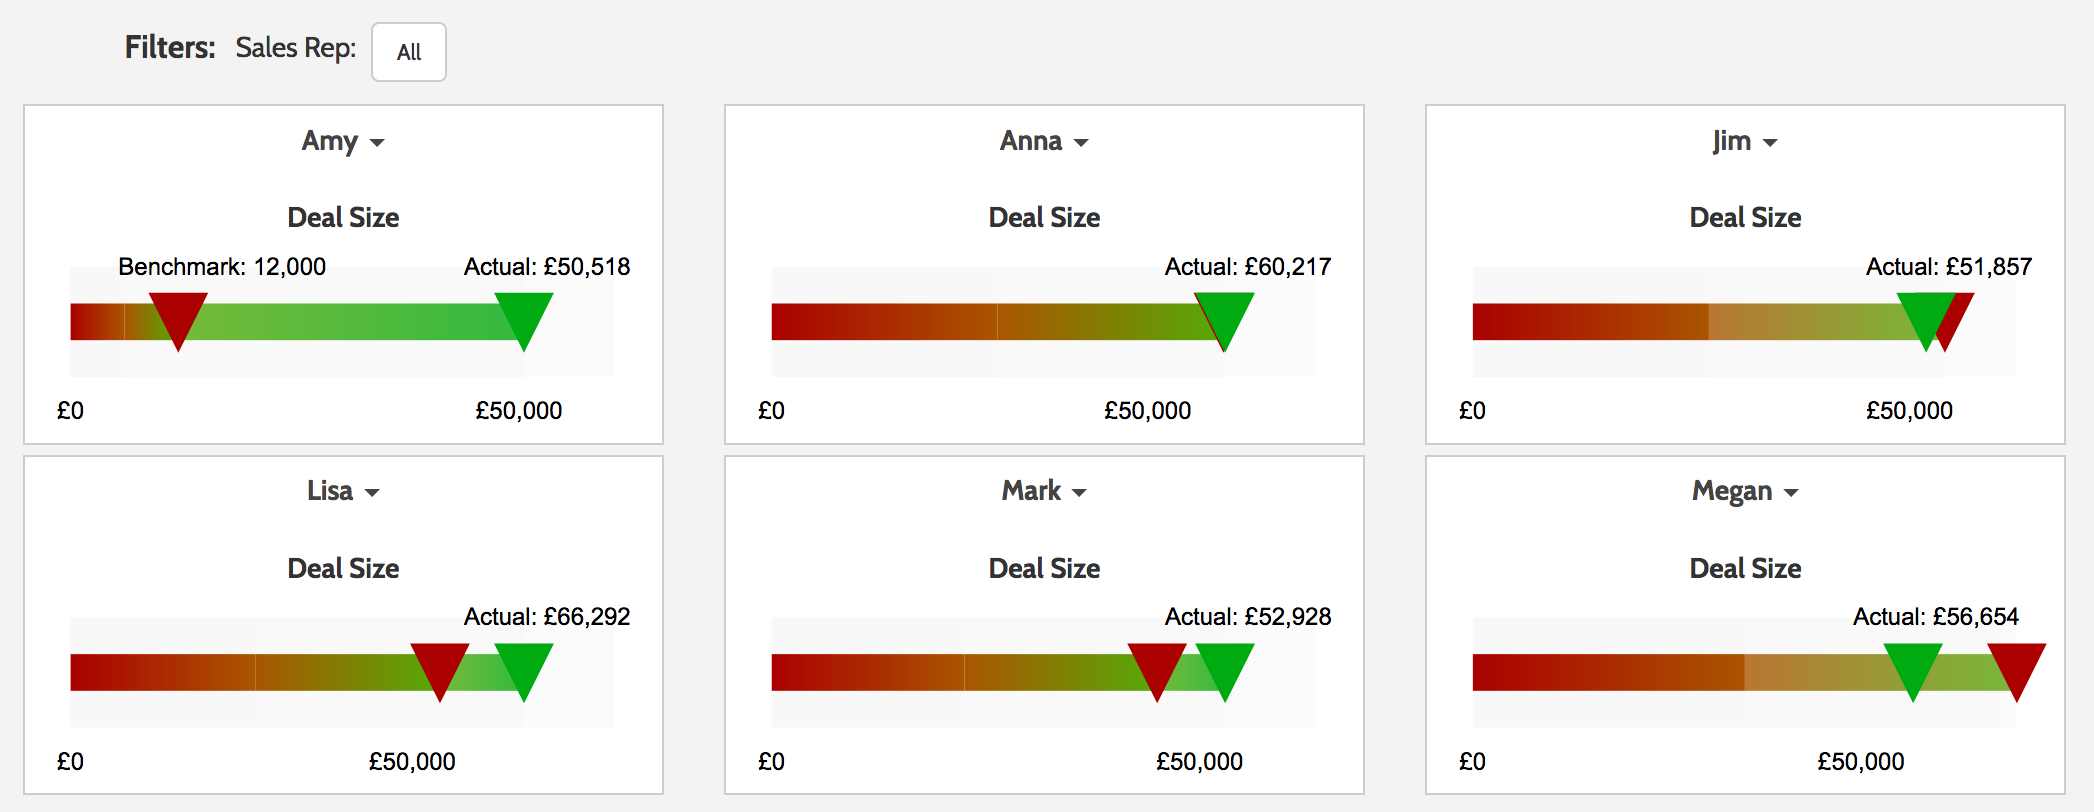 Filters: Sales Rep: All
Amy
Deal Size
Benchmark: 12,000 Actual: £50,518
£0 £50,000
Anna
Deal Size
Actual: £60,217
£0 £50,000
Jim
Deal Size
Actual: £51,857
£0 £50,000
Lisa
Deal Size
Actual: £66,292
£0 £50,000
Mark
Deal Size
Actual: £52,928
£0 £50,000
Megan
Deal Size
Actual: £56,654
£0 £50,000